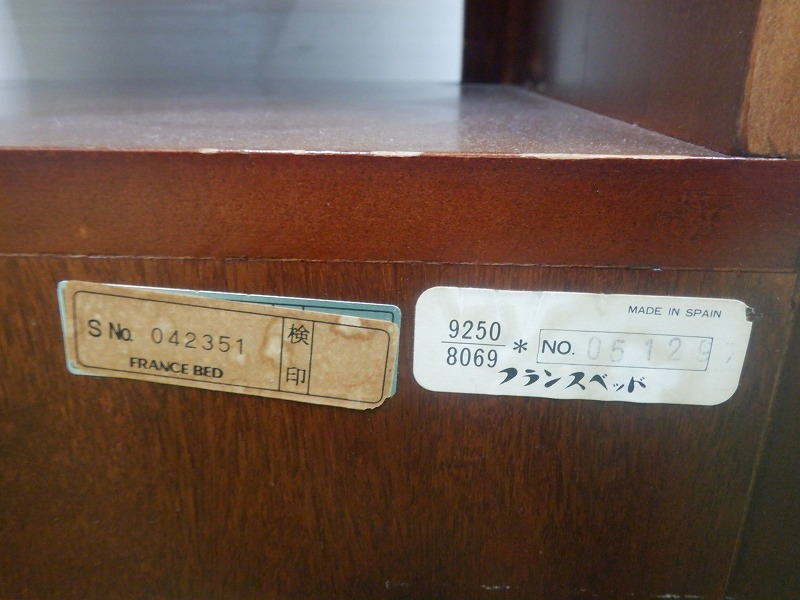 S No. 042351
FRANCE BED
検
印
MADE IN SPAIN
9250
8069 * NO. 051297
フランスベッド